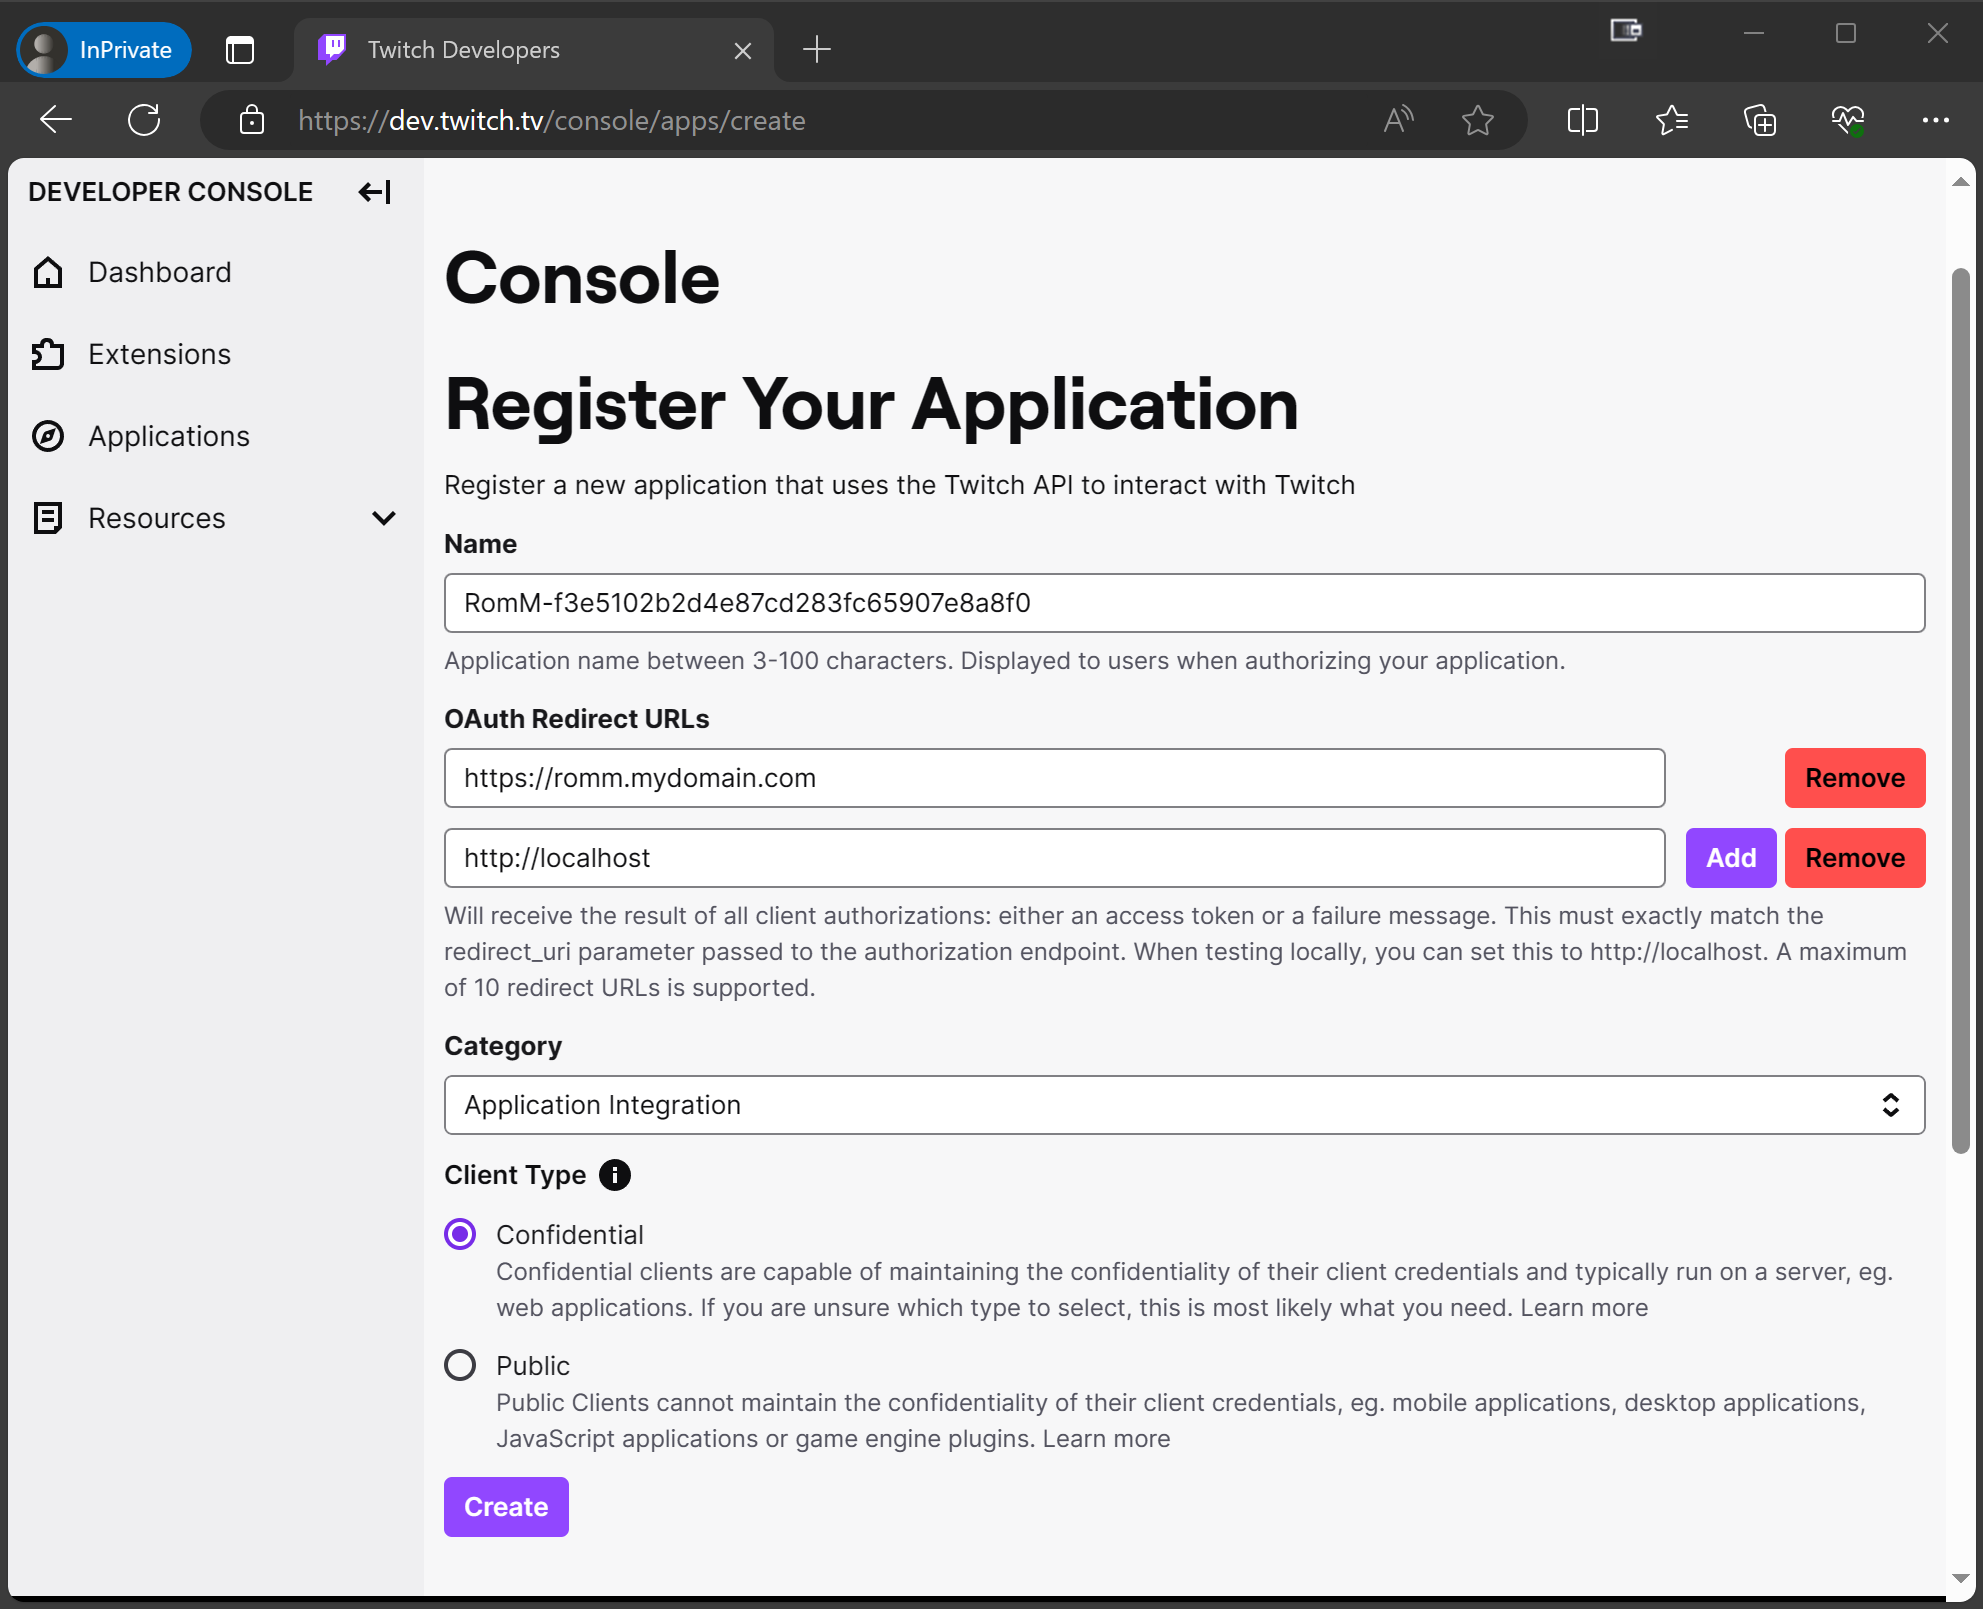 InPrivate
Twitch Developers
https://dev.twitch.tv/console/apps/create
DEVELOPER CONSOLE
Dashboard
Extensions
Applications
Resources
Console
Register Your Application
Register a new application that uses the Twitch API to interact with Twitch
Name
RomM-f3e5102b2d4e87cd283fc65907e8a8f0
Application name between 3-100 characters. Displayed to users when authorizing your application.
OAuth Redirect URLs
https://romm.mydomain.com
Remove
http://localhost
Add
Remove
Will receive the result of all client authorizations: either an access token or a failure message. This must exactly match the
redirect_uri parameter passed to the authorization endpoint. When testing locally, you can set this to http://localhost. A maximum
of 10 redirect URLs is supported.
Category
Application Integration
Client Type
Confidential
Confidential clients are capable of maintaining the confidentiality of their client credentials and typically run on a server, eg.
web applications. If you are unsure which type to select, this is most likely what you need. Learn more
Public
Public Clients cannot maintain the confidentiality of their client credentials, eg. mobile applications, desktop applications,
JavaScript applications or game engine plugins. Learn more
Create